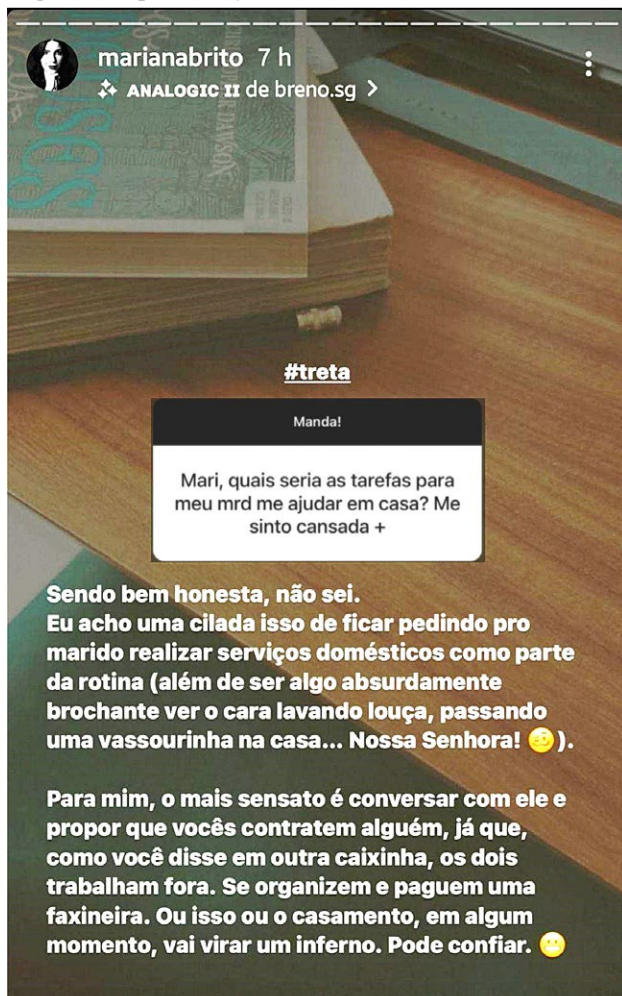 marianabrito 7 h
ANALOGIC II de breno.sg >
DEUSES
CHRISTOPHER DAWSON
#treta
Manda!
Mari, quais seria as tarefas para
meu mrd me ajudar em casa? Me
sinto cansada +
Sendo bem honesta, não sei.
Eu acho uma cilada isso de ficar pedindo pro
marido realizar serviços domésticos como parte
da rotina (além de ser algo absurdamente
brochante ver o cara lavando louça, passando
uma vassourinha na casa... Nossa Senhora! 🤕).
Para mim, o mais sensato é conversar com ele e
propor que vocês contratem alguém, já que,
como você disse em outra caixinha, os dois
trabalham fora. Se organizem e paguem uma
faxineira. Ou isso ou o casamento, em algum
momento, vai virar um inferno. Pode confiar. 😬